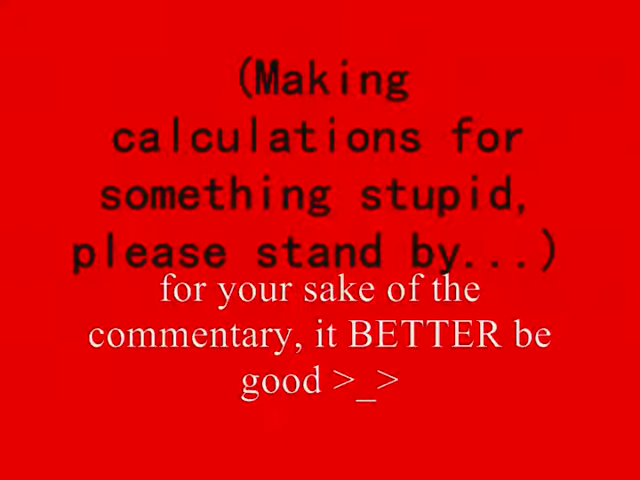 (Making
calculations for
something stupid,
please stand by...)
for your sake of the
commentary, it BETTER be
good >_>